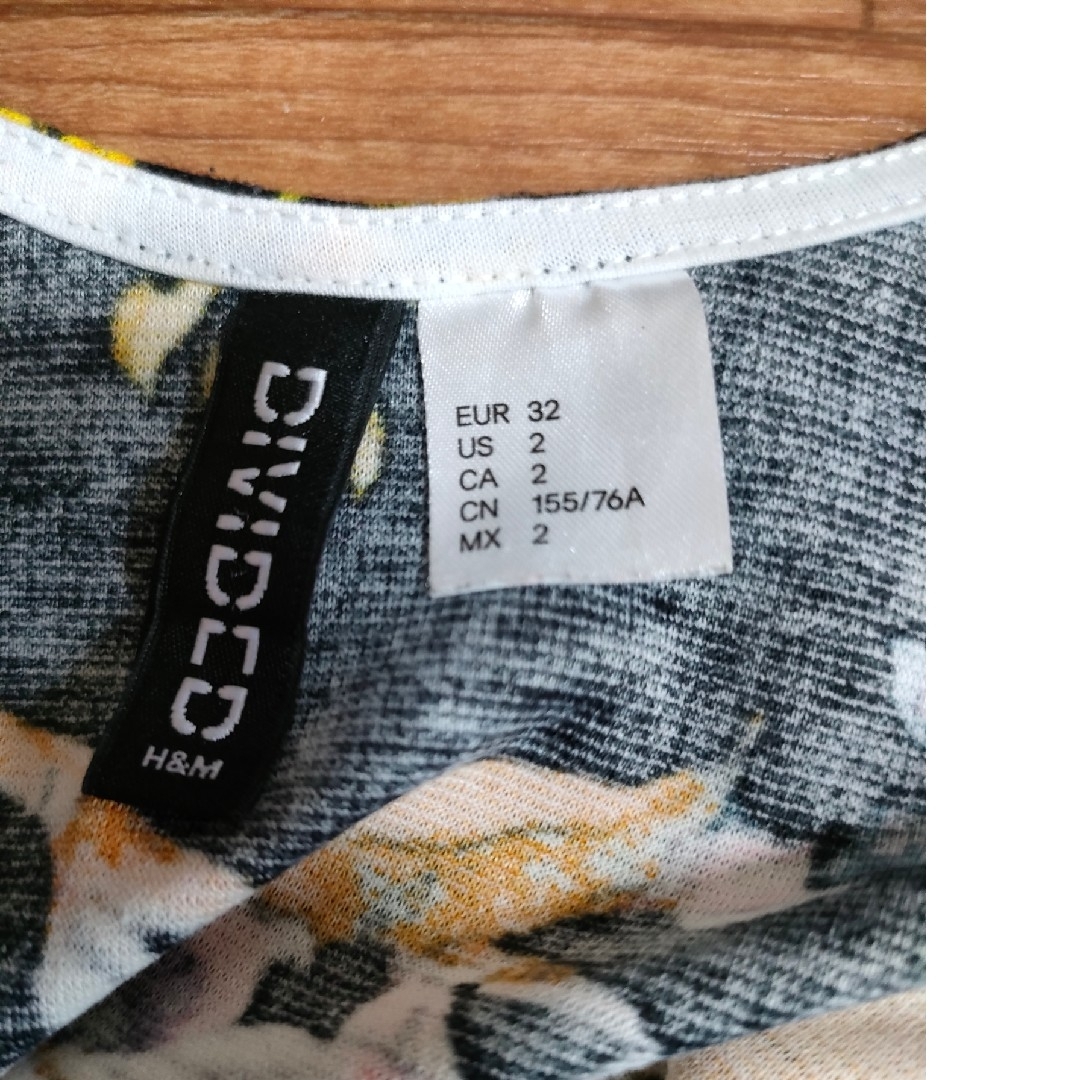 DIVIDED
H&M
EUR 32
US 2
CA 2
CN 155/76A
MX 2